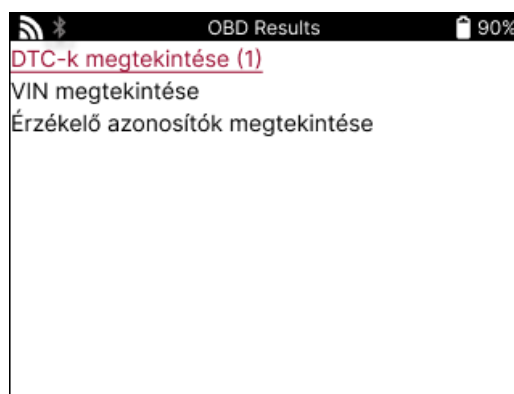 OBD Results 90%
DTC-k megtekintése (1)
VIN megtekintése
Érzékelő azonosítók megtekintése